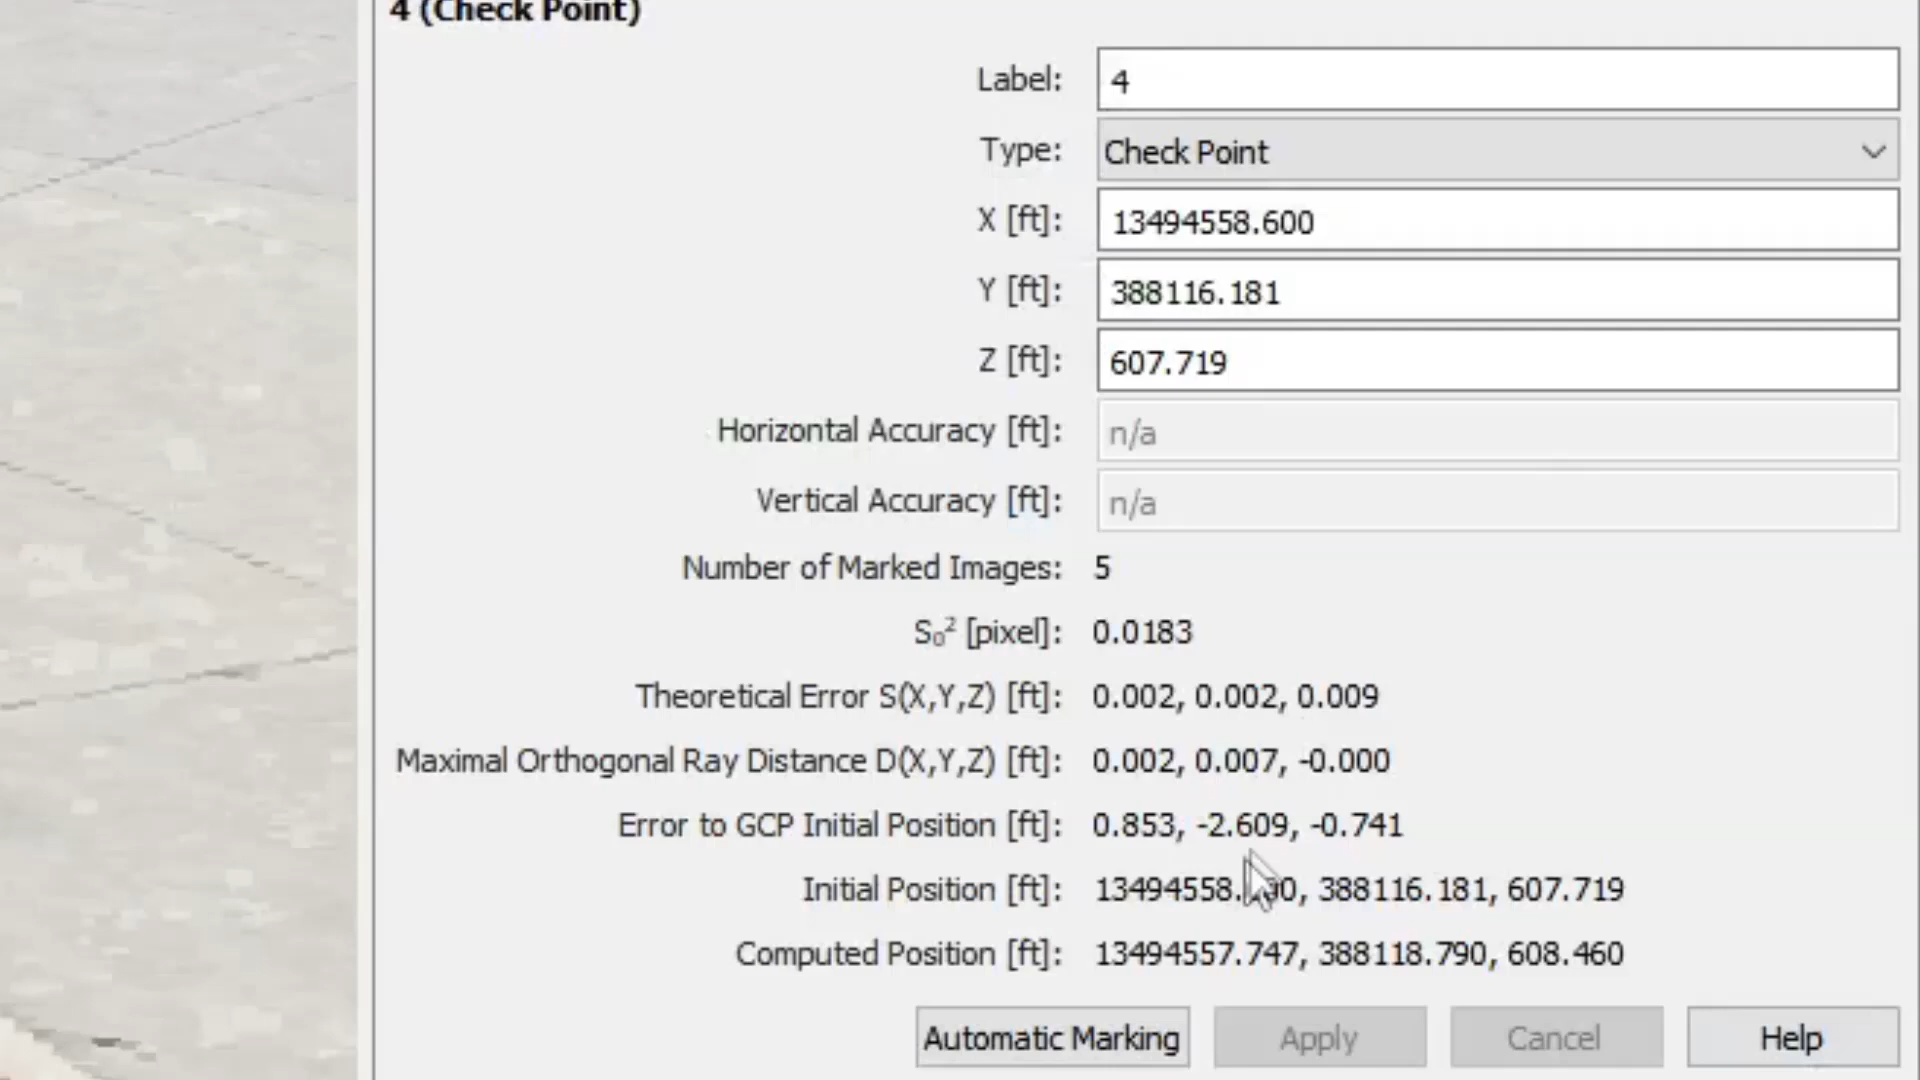 4 (Check Point)
Label: 4
Type: Check Point
X [ft]: 13494558.600
Y [ft]: 388116.181
Z [ft]: 607.719
Horizontal Accuracy [ft]: n/a
Vertical Accuracy [ft]: n/a
Number of Marked Images: 5
S₀² [pixel]: 0.0183
Theoretical Error S(X,Y,Z) [ft]: 0.002, 0.002, 0.009
Maximal Orthogonal Ray Distance D(X,Y,Z) [ft]: 0.002, 0.007, -0.000
Error to GCP Initial Position [ft]: 0.853, -2.609, -0.741
Initial Position [ft]: 388116.181, 607.719
Computed Position [ft]: 13494557.747, 388118.790, 608.460
Automatic Marking Apply Cancel Help